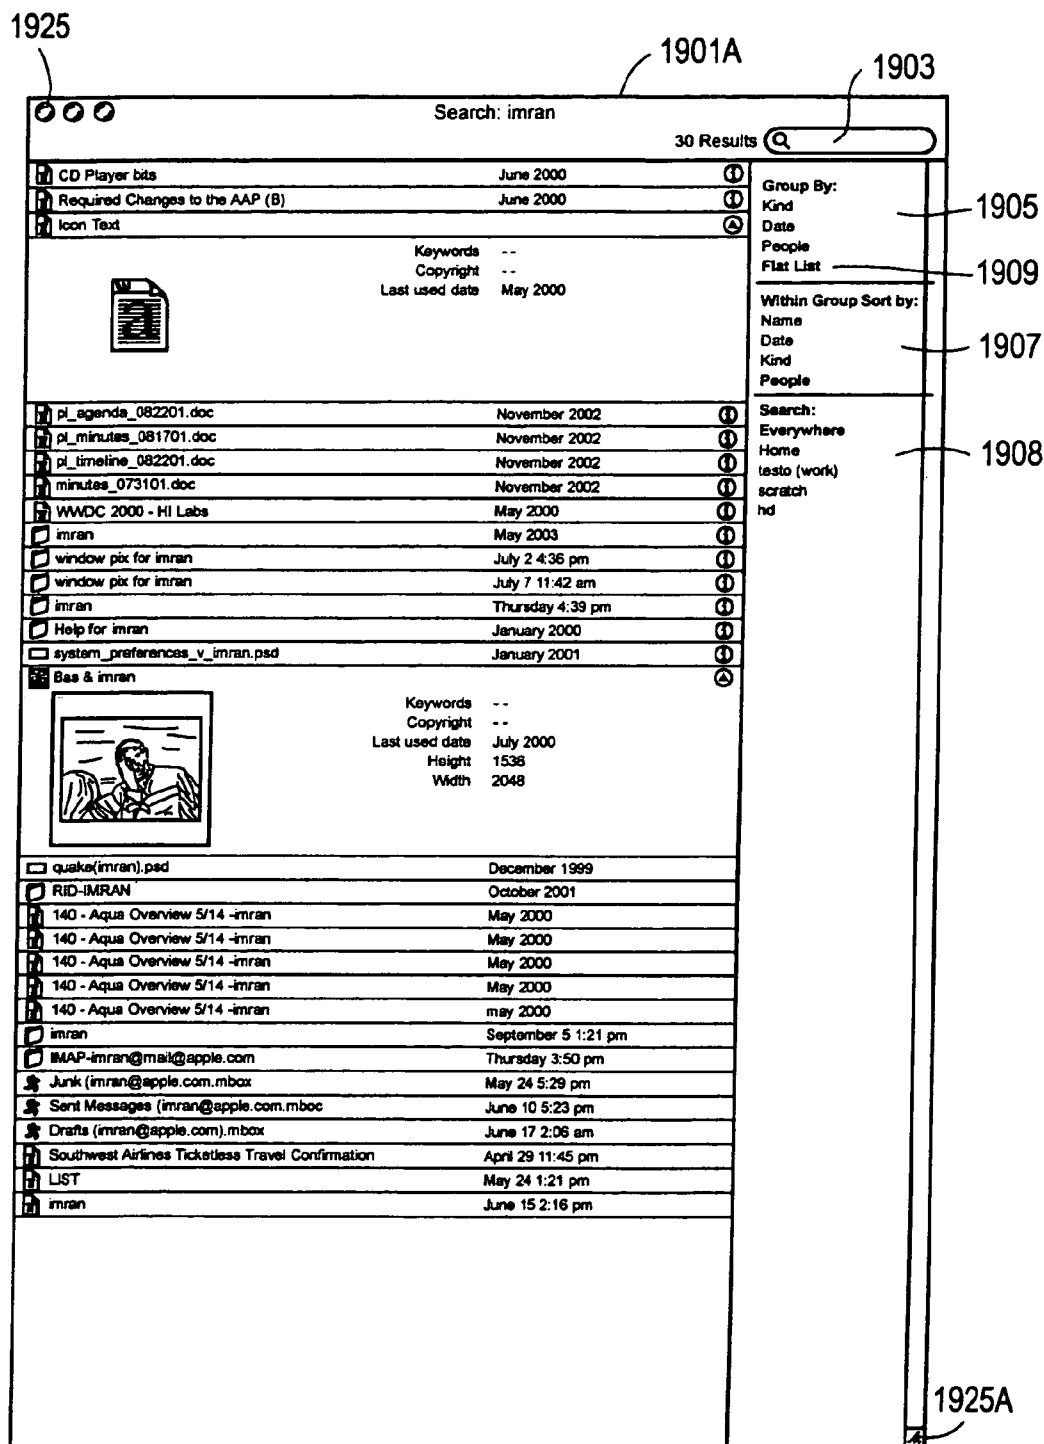 1925
1901A
1903
Search: imran
30 Results
CD Player bits June 2000
Required Changes to the AAP (B) June 2000
Icon Text
Keywords --
Copyright --
Last used date May 2000
pl_agenda_082201.doc November 2002
pl_minutes_081701.doc November 2002
pl_timeline_082201.doc November 2002
minutes_073101.doc November 2002
WWDC 2000 - HI Labs May 2000
imran May 2003
window pix for imran July 2 4:36 pm
window pix for imran July 7 11:42 am
imran Thursday 4:39 pm
Help for imran January 2000
system_preferences_v_imran.psd January 2001
Bas & imran
Keywords --
Copyright --
Last used date July 2000
Height 1536
Width 2048
quake(imran).psd December 1999
RID-IMRAN October 2001
140 - Aqua Overview 5/14 -imran May 2000
140 - Aqua Overview 5/14 -imran May 2000
140 - Aqua Overview 5/14 -imran May 2000
140 - Aqua Overview 5/14 -imran May 2000
140 - Aqua Overview 5/14 -imran may 2000
imran September 5 1:21 pm
IMAP-imran@mail@apple.com Thursday 3:50 pm
Junk (imran@apple.com.mbox May 24 5:29 pm
Sent Messages (imran@apple.com.mboc June 10 5:23 pm
Drafts (imran@apple.com).mbox June 17 2:06 am
Southwest Airlines Ticketless Travel Confirmation April 29 11:45 pm
LIST May 24 1:21 pm
imran June 15 2:16 pm
Group By:
Kind
Date
People
Flat List
Within Group Sort by:
Name
Date
Kind
People
Search:
Everywhere
Home
testo (work)
scratch
hd
1905
1909
1907
1908
1925A